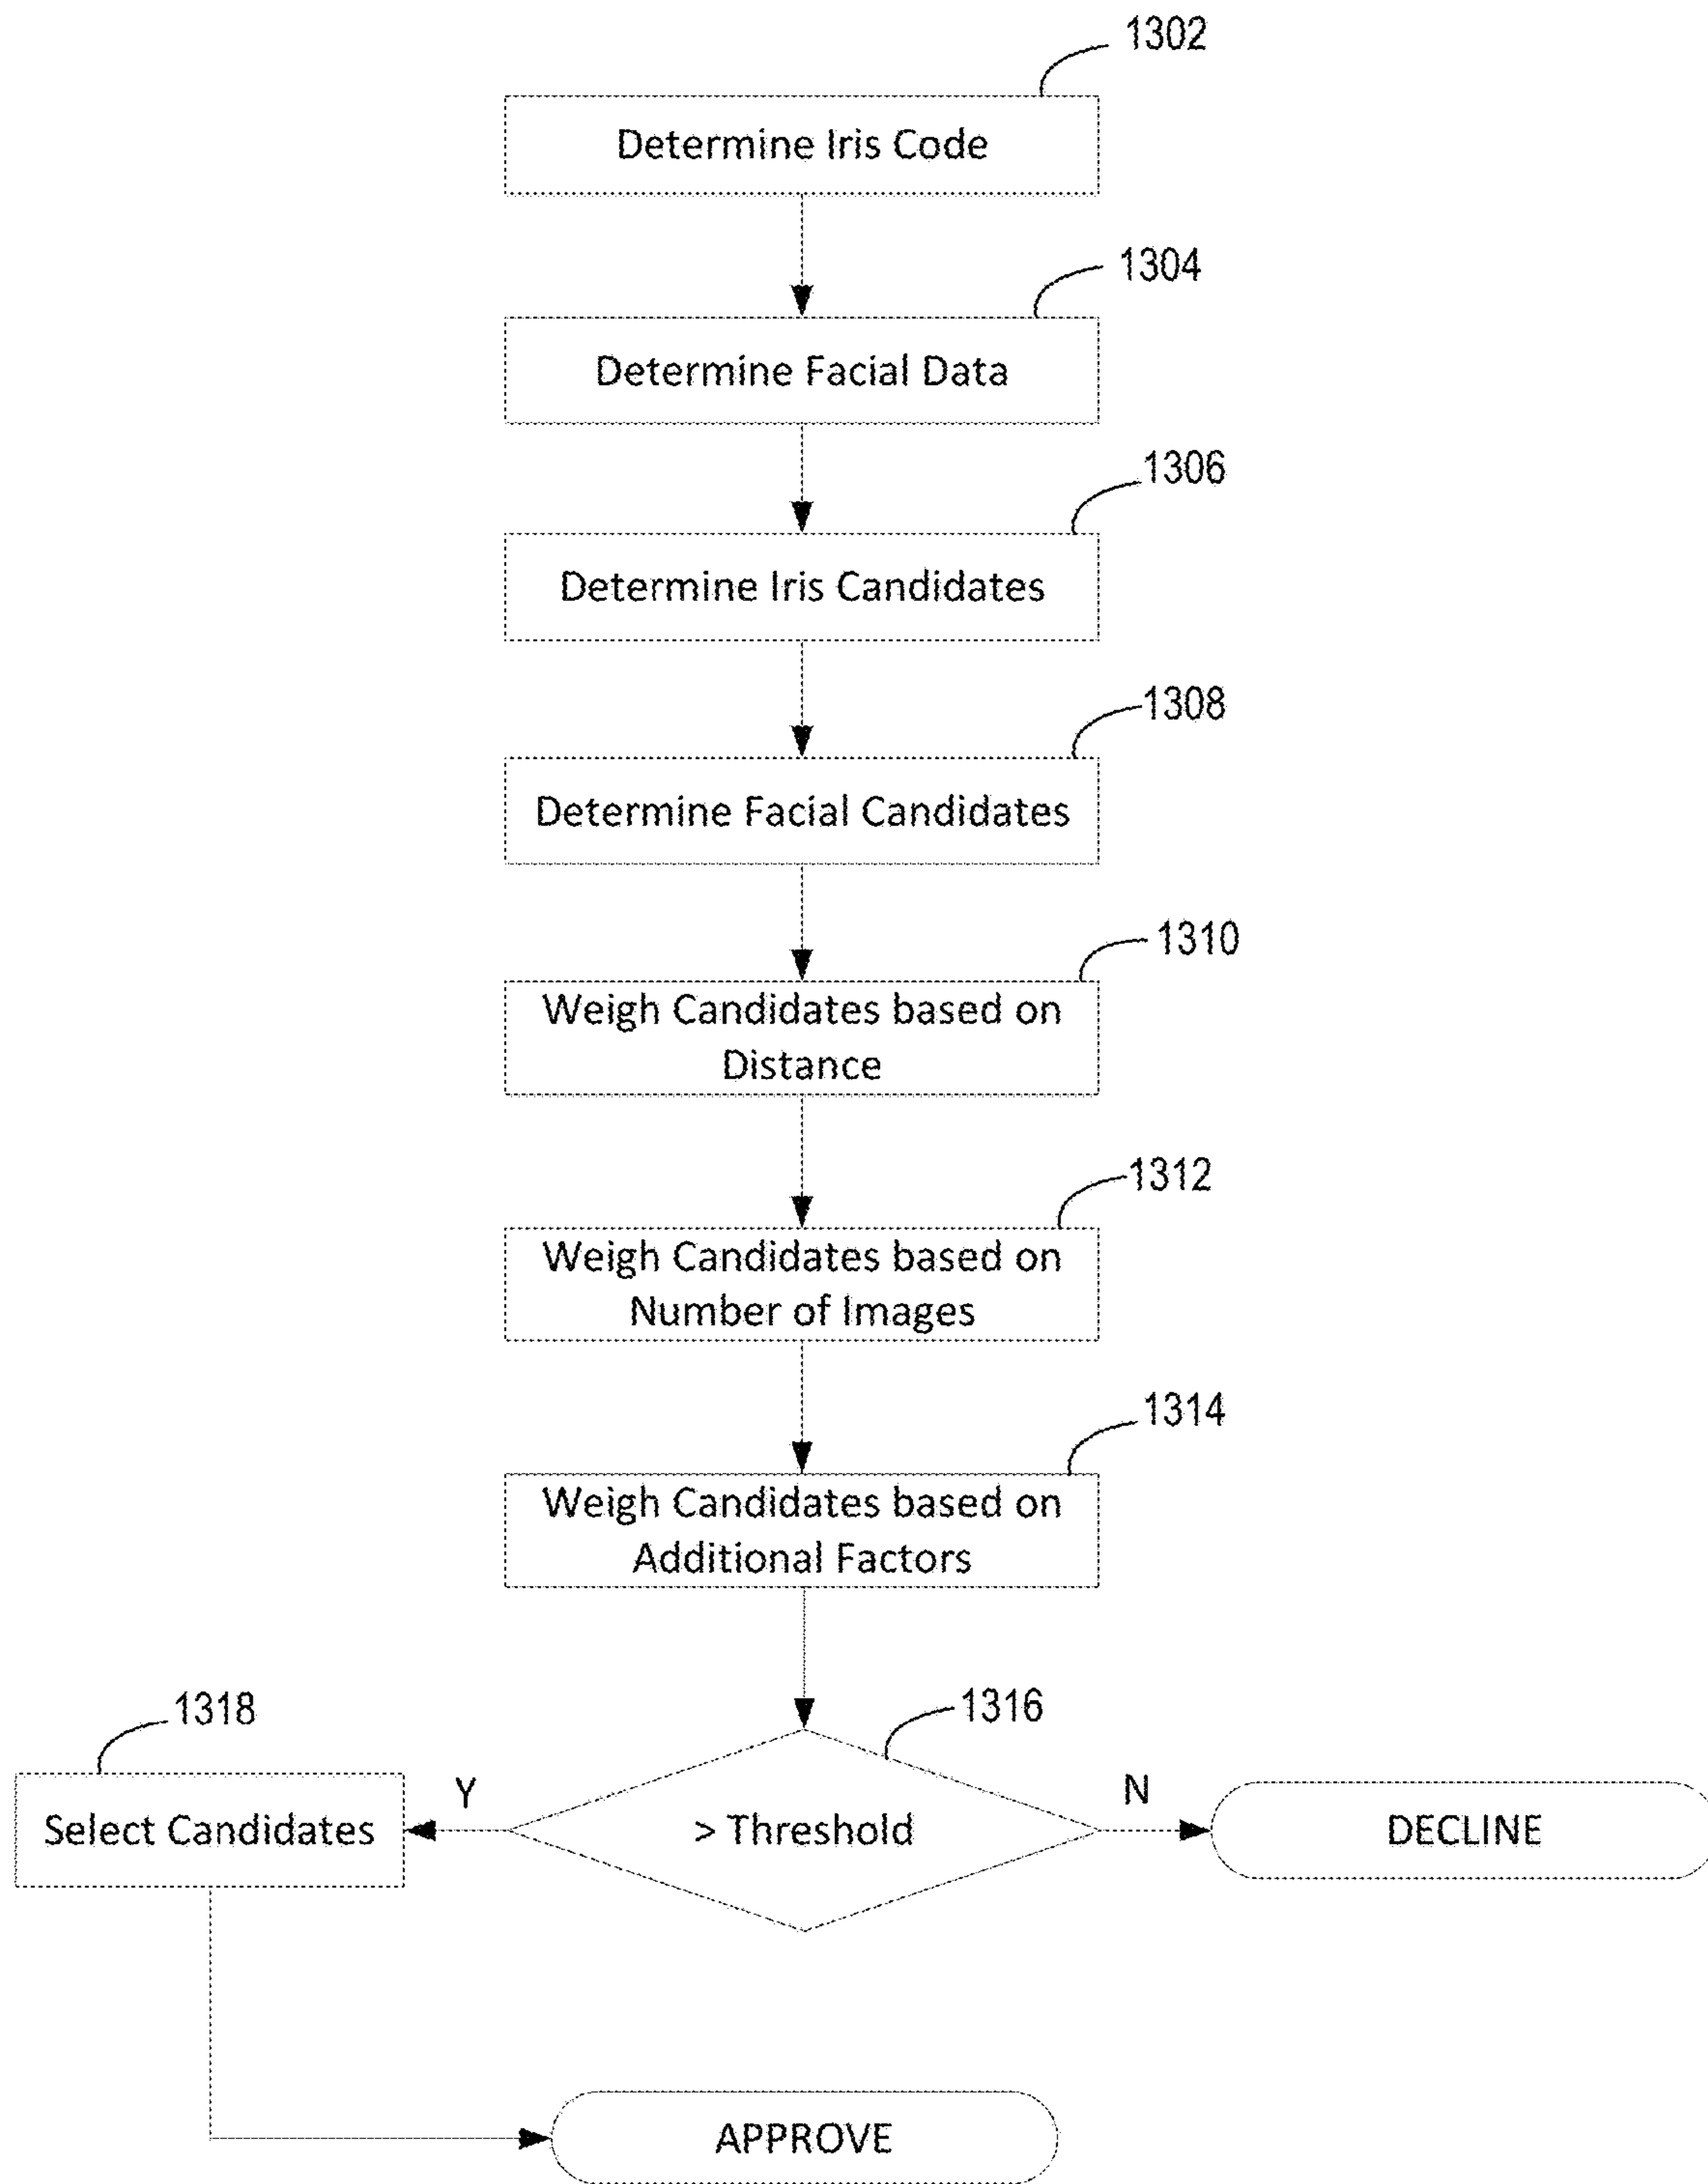 1302
Determine Iris Code
1304
Determine Facial Data
1306
Determine Iris Candidates
1308
Determine Facial Candidates
1310
Weigh Candidates based on
Distance
1312
Weigh Candidates based on
Number of Images
1314
Weigh Candidates based on
Additional Factors
1318
1316
Select Candidates
Y
> Threshold
N
DECLINE
APPROVE